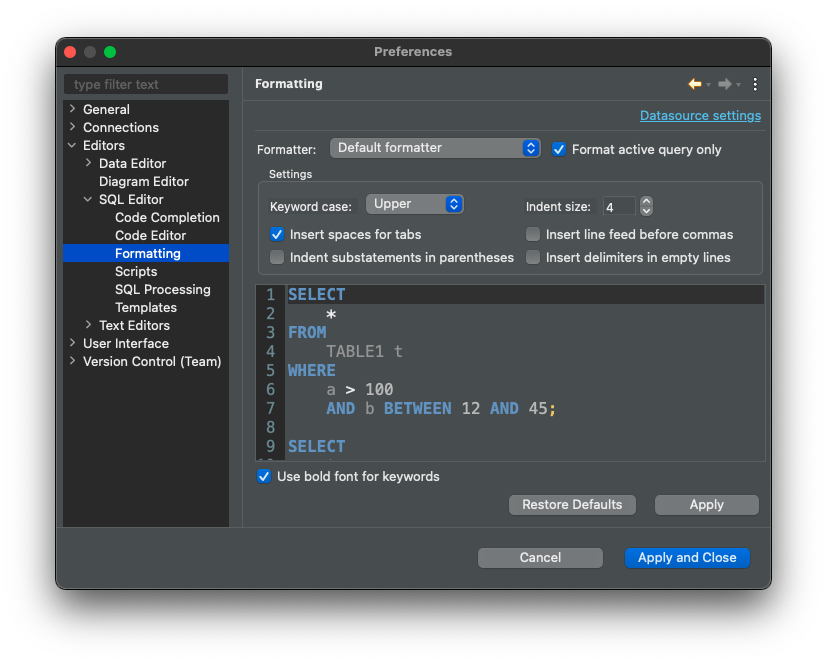 Preferences
type filter text
General
Connections
Editors
Data Editor
Diagram Editor
SQL Editor
Code Completion
Code Editor
Formatting
Scripts
SQL Processing
Templates
Text Editors
User Interface
Version Control (Team)
Formatting
Datasource settings
Formatter: Default formatter Format active query only
Settings
Keyword case: Upper Indent size: 4
Insert spaces for tabs Insert line feed before commas
Indent substatements in parentheses Insert delimiters in empty lines
1 SELECT
2 *
3 FROM
4 TABLE1 t
5 WHERE
6 a > 100
7 AND b BETWEEN 12 AND 45;
8
9 SELECT
Use bold font for keywords
Restore Defaults Apply
Cancel Apply and Close